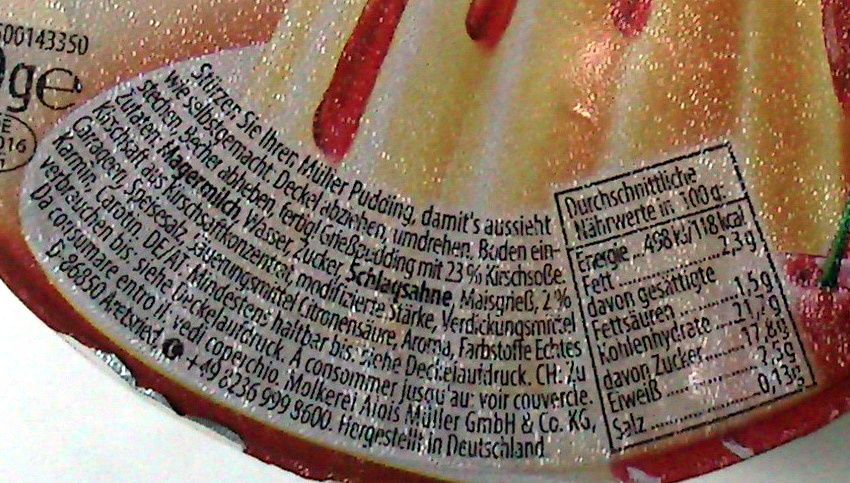 500143350
ge
E
016
Stürzen Sie Ihren Müller Pudding, damit's aussieht
wie selbstgemacht: Deckel abziehen, umdrehen, Boden ein-
stechen, Becher abheben, fertig! Grießpudding mit 23% Kirschsoße.
Zutaten: Magermilch, Wasser, Zucker, Schlagsahne, Maisgrieß, 2%
Kirschsaft aus Kirschsaftkonzentrat, modifizierte Stärke, Verdickungsmittel
Carrageen, Speisesalz, Säuerungsmittel Citronensäure, Aroma, Farbstoffe Echtes
Karmin, Carotin. DE/AT: Mindestens haltbar bis: siehe Deckelaufdruck. CH: Zu
verbrauchen bis: siehe Deckelaufdruck. À consommer jusqu'au: voir couvercle.
Da consumare entro il: vedi coperchio. Molkerei Alois Müller GmbH & Co. KG,
D-86850 Aretsried. +49 8236 999 8600. Hergestellt in Deutschland
Durchschnittliche
Nährwerte in 100 g:
Energie ... 498 kJ/118 kcal
Fett ........ 2,3 g
davon gesättigte
Fettsäuren ........ 1,5 g
Kohlenhydrate .... 21,7 g
davon Zucker ........ 17,8 g
Eiweiß ........ 2,5 g
Salz ........ 0,13 g